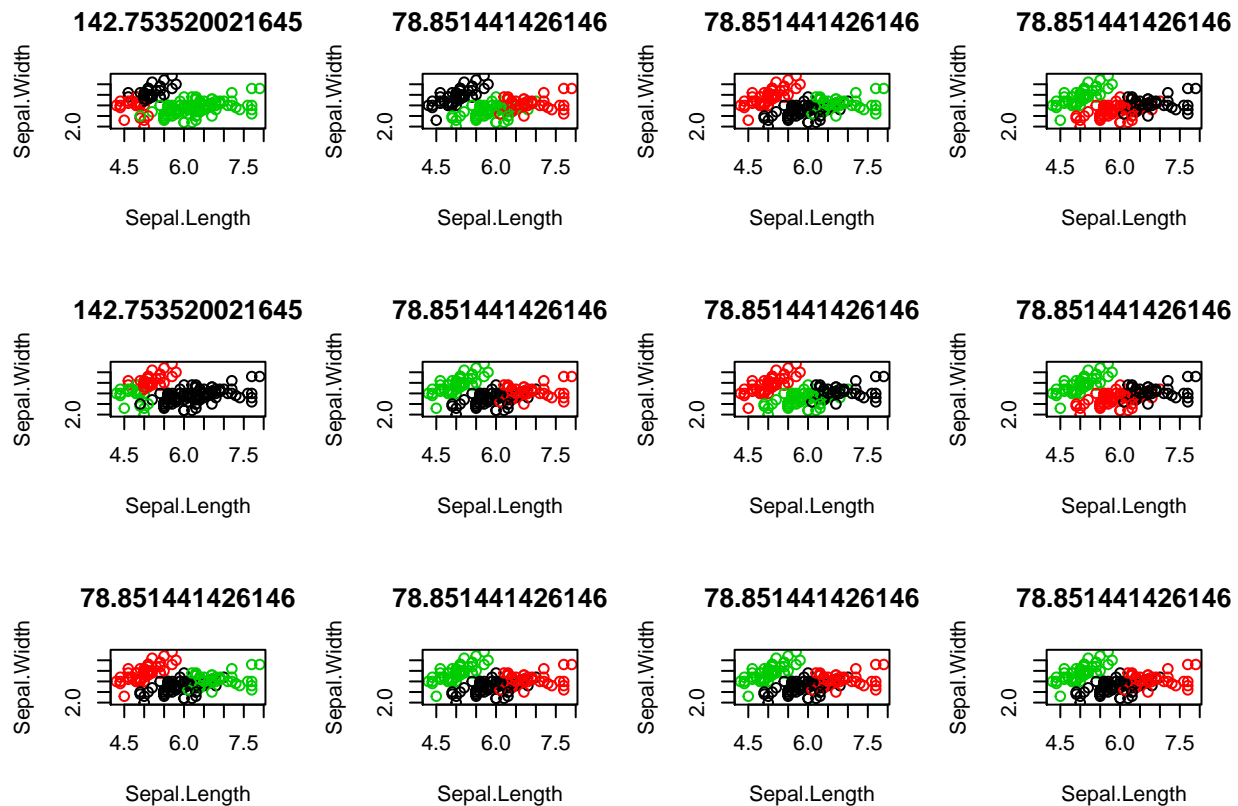 142.753520021645 78.851441426146 78.851441426146 78.851441426146
Sepal.Width Sepal.Width Sepal.Width Sepal.Width
2.0 2.0 2.0 2.0
4.5 6.0 7.5 4.5 6.0 7.5 4.5 6.0 7.5 4.5 6.0 7.5
Sepal.Length Sepal.Length Sepal.Length Sepal.Length
142.753520021645 78.851441426146 78.851441426146 78.851441426146
Sepal.Width Sepal.Width Sepal.Width Sepal.Width
2.0 2.0 2.0 2.0
4.5 6.0 7.5 4.5 6.0 7.5 4.5 6.0 7.5 4.5 6.0 7.5
Sepal.Length Sepal.Length Sepal.Length Sepal.Length
78.851441426146 78.851441426146 78.851441426146 78.851441426146
Sepal.Width Sepal.Width Sepal.Width Sepal.Width
2.0 2.0 2.0 2.0
4.5 6.0 7.5 4.5 6.0 7.5 4.5 6.0 7.5 4.5 6.0 7.5
Sepal.Length Sepal.Length Sepal.Length Sepal.Length